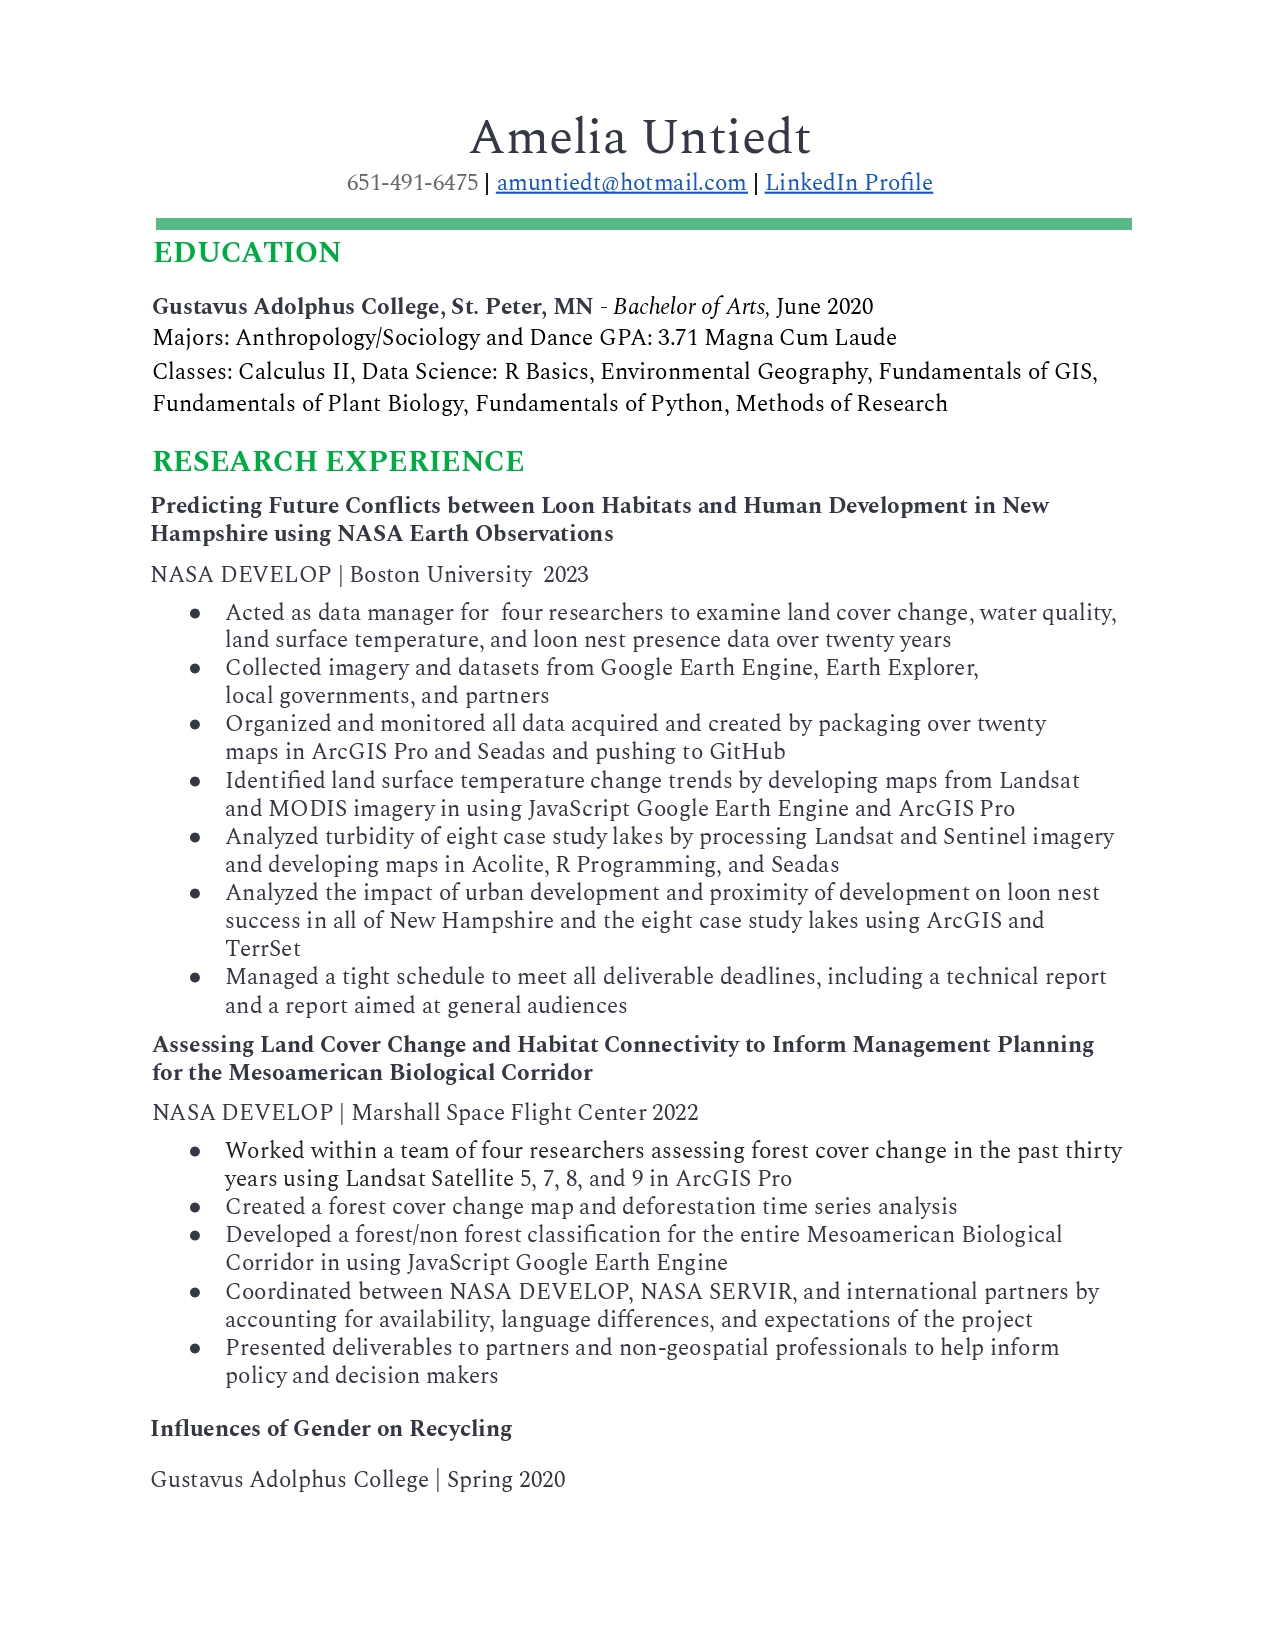 Amelia Untiedt
651-491-6475 | amuntiedt@hotmail.com | LinkedIn Profile
EDUCATION
Gustavus Adolphus College, St. Peter, MN - Bachelor of Arts, June 2020
Majors: Anthropology/Sociology and Dance GPA: 3.71 Magna Cum Laude
Classes: Calculus II, Data Science: R Basics, Environmental Geography, Fundamentals of GIS,
Fundamentals of Plant Biology, Fundamentals of Python, Methods of Research
RESEARCH EXPERIENCE
Predicting Future Conflicts between Loon Habitats and Human Development in New
Hampshire using NASA Earth Observations
NASA DEVELOP | Boston University  2023
● Acted as data manager for  four researchers to examine land cover change, water quality,
land surface temperature, and loon nest presence data over twenty years
● Collected imagery and datasets from Google Earth Engine, Earth Explorer,
local governments, and partners
● Organized and monitored all data acquired and created by packaging over twenty
maps in ArcGIS Pro and Seadas and pushing to GitHub
● Identified land surface temperature change trends by developing maps from Landsat
and MODIS imagery in using JavaScript Google Earth Engine and ArcGIS Pro
● Analyzed turbidity of eight case study lakes by processing Landsat and Sentinel imagery
and developing maps in Acolite, R Programming, and Seadas
● Analyzed the impact of urban development and proximity of development on loon nest
success in all of New Hampshire and the eight case study lakes using ArcGIS and
TerrSet
● Managed a tight schedule to meet all deliverable deadlines, including a technical report
and a report aimed at general audiences
Assessing Land Cover Change and Habitat Connectivity to Inform Management Planning
for the Mesoamerican Biological Corridor
NASA DEVELOP | Marshall Space Flight Center 2022
● Worked within a team of four researchers assessing forest cover change in the past thirty
years using Landsat Satellite 5, 7, 8, and 9 in ArcGIS Pro
● Created a forest cover change map and deforestation time series analysis
● Developed a forest/non forest classification for the entire Mesoamerican Biological
Corridor in using JavaScript Google Earth Engine
● Coordinated between NASA DEVELOP, NASA SERVIR, and international partners by
accounting for availability, language differences, and expectations of the project
● Presented deliverables to partners and non-geospatial professionals to help inform
policy and decision makers
Influences of Gender on Recycling
Gustavus Adolphus College | Spring 2020